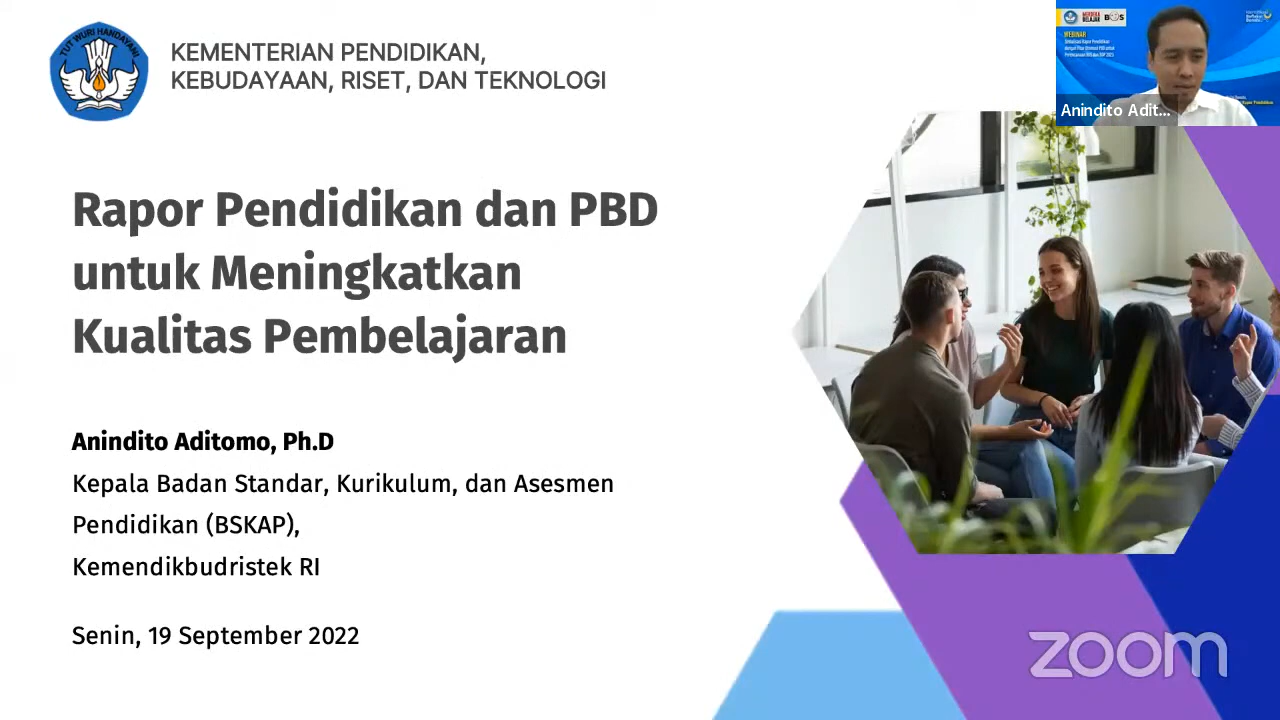 TUT WURI HANDAYANI
KEMENTERIAN PENDIDIKAN,
KEBUDAYAAN, RISET, DAN TEKNOLOGI
Rapor Pendidikan dan PBD
untuk Meningkatkan
Kualitas Pembelajaran
Anindito Aditomo, Ph.D
Kepala Badan Standar, Kurikulum, dan Asesmen
Pendidikan (BSKAP),
Kemendikbudristek RI
Senin, 19 September 2022
WEBINAR
Anindito Adit...
zoom